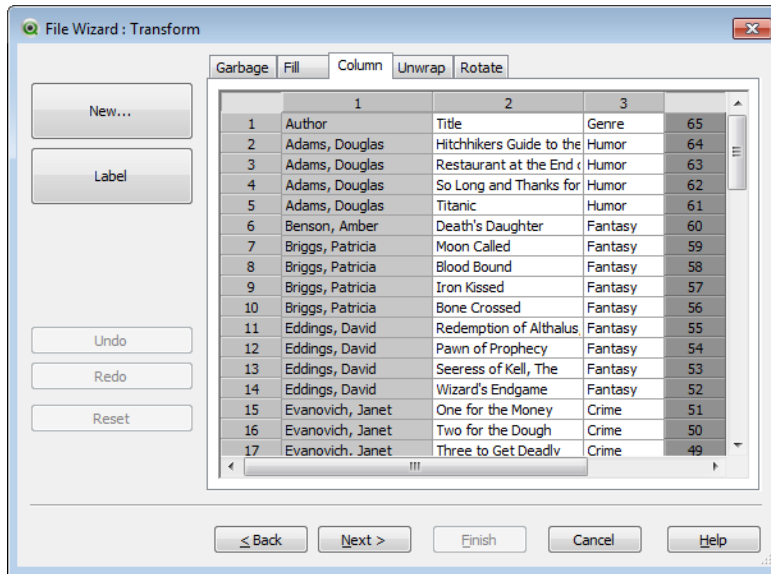 File Wizard : Transform
Garbage Fill Column Unwrap Rotate
New...
Label
Undo
Redo
Reset
1 2 3
1 Author Title Genre 65
2 Adams, Douglas Hitchhikers Guide to the Humor 64
3 Adams, Douglas Restaurant at the End Humor 63
4 Adams, Douglas So Long and Thanks for Humor 62
5 Adams, Douglas Titanic Humor 61
6 Benson, Amber Death's Daughter Fantasy 60
7 Briggs, Patricia Moon Called Fantasy 59
8 Briggs, Patricia Blood Bound Fantasy 58
9 Briggs, Patricia Iron Kissed Fantasy 57
10 Briggs, Patricia Bone Crossed Fantasy 56
11 Eddings, David Redemption of Althalus, Fantasy 55
12 Eddings, David Pawn of Prophecy Fantasy 54
13 Eddings, David Seeress of Kell, The Fantasy 53
14 Eddings, David Wizard's Endgame Fantasy 52
15 Evanovich, Janet One for the Money Crime 51
16 Evanovich, Janet Two for the Dough Crime 50
17 Evanovich, Janet Three to Get Deadly Crime 49
< Back Next > Finish Cancel Help